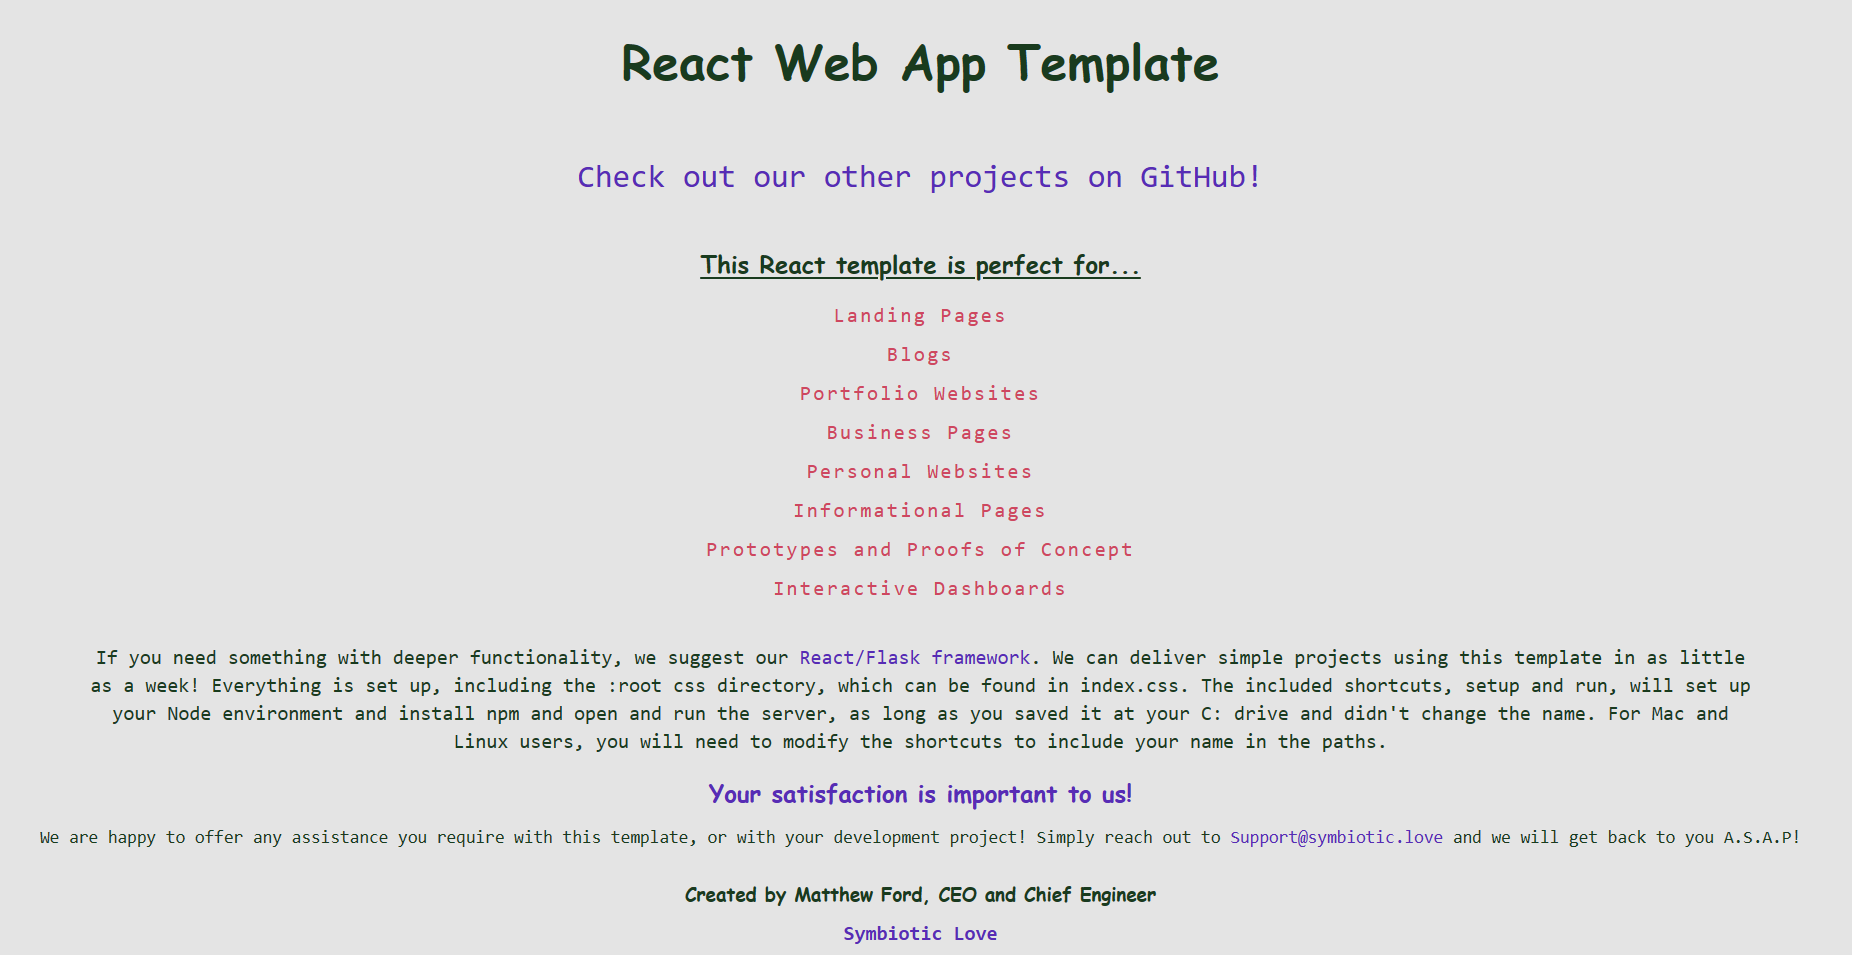 React Web App Template
Check out our other projects on GitHub!
This React template is perfect for...
Landing Pages
Blogs
Portfolio Websites
Business Pages
Personal Websites
Informational Pages
Prototypes and Proofs of Concept
Interactive Dashboards
If you need something with deeper functionality, we suggest our React/Flask framework. We can deliver simple projects using this template in as little
as a week! Everything is set up, including the :root css directory, which can be found in index.css. The included shortcuts, setup and run, will set up
your Node environment and install npm and open and run the server, as long as you saved it at your C: drive and didn't change the name. For Mac and
Linux users, you will need to modify the shortcuts to include your name in the paths.
Your satisfaction is important to us!
We are happy to offer any assistance you require with this template, or with your development project! Simply reach out to Support@symbiotic.love and we will get back to you A.S.A.P!
Created by Matthew Ford, CEO and Chief Engineer
Symbiotic Love